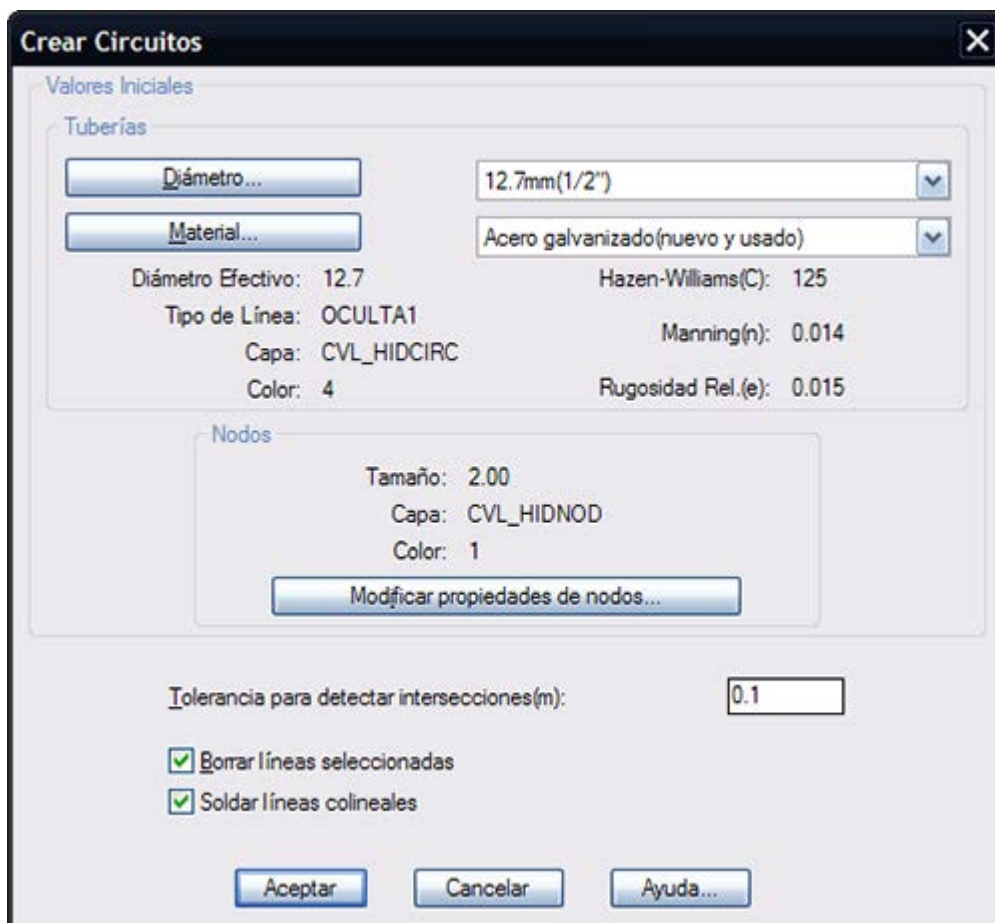 Crear Circuitos
Valores Iniciales
Tuberías
Diámetro...
12.7mm(1/2")
Material...
Acero galvanizado(nuevo y usado)
Diámetro Efectivo: 12.7
Hazen-Williams(C): 125
Tipo de Línea: OCULTA1
Manning(n): 0.014
Capa: CVL_HIDCIRC
Color: 4
Rugosidad Rel.(e): 0.015
Nodos
Tamaño: 2.00
Capa: CVL_HIDNOD
Color: 1
Modificar propiedades de nodos...
Tolerancia para detectar intersecciones(m): 0.1
Borrar líneas seleccionadas
Soldar líneas colineales
Aceptar
Cancelar
Ayuda...